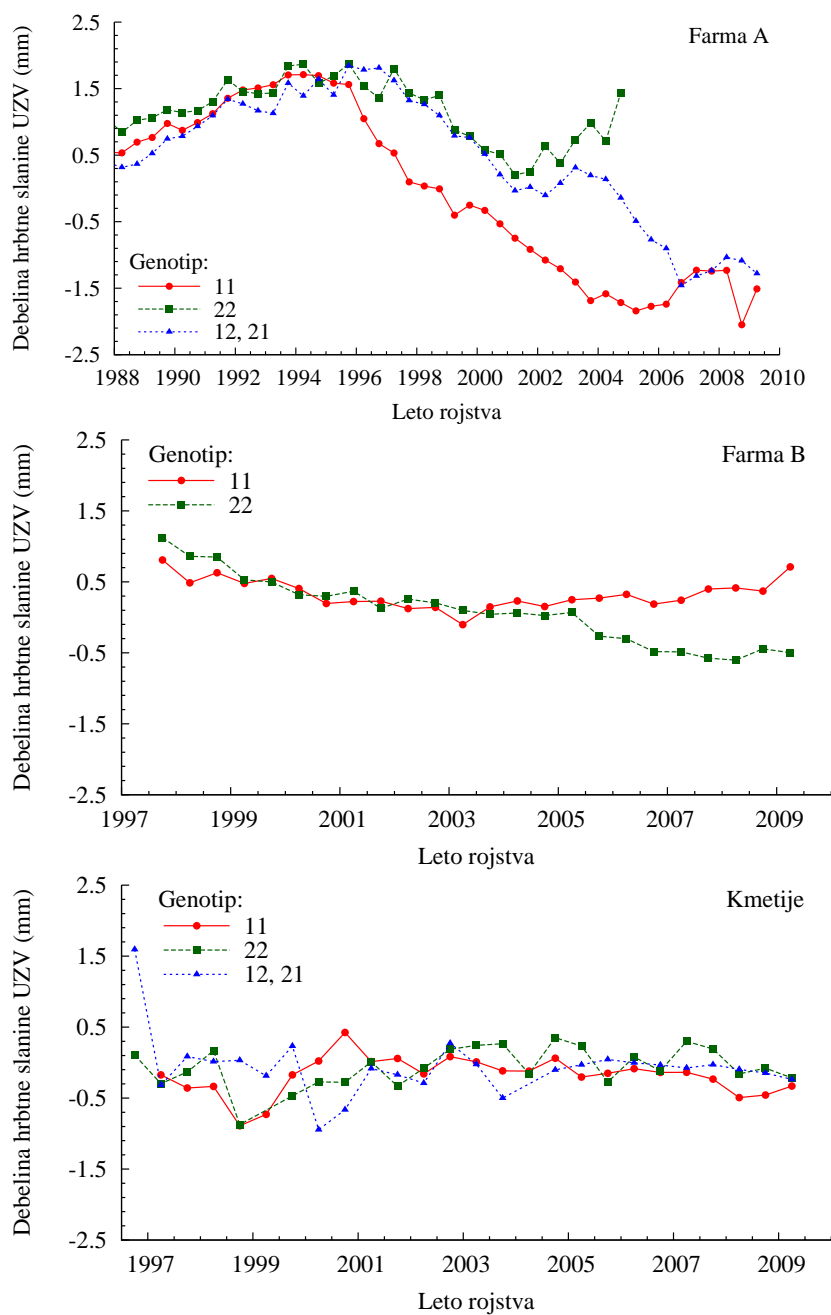 Farma A
Debelina hrbtne slanine UZV (mm)
2.5
1.5
0.5
-0.5
-1.5
-2.5
Genotip:
11
22
12, 21
1988 1990 1992 1994 1996 1998 2000 2002 2004 2006 2008 2010
Leto rojstva
Farma B
Debelina hrbtne slanine UZV (mm)
2.5
1.5
0.5
-0.5
-1.5
-2.5
Genotip:
11
22
1997 1999 2001 2003 2005 2007 2009
Leto rojstva
Kmetije
Debelina hrbtne slanine UZV (mm)
2.5
1.5
0.5
-0.5
-1.5
-2.5
Genotip:
11
22
12, 21
1997 1999 2001 2003 2005 2007 2009
Leto rojstva